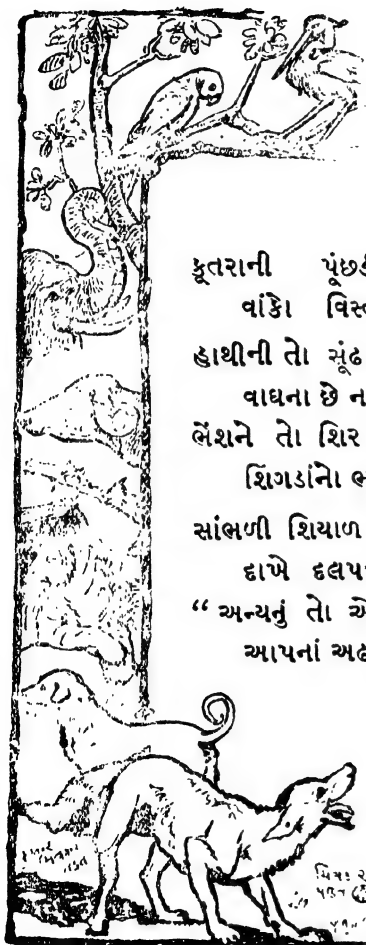 કૂતરાની પૂંછડી
વાંકો વિસ્ત
હાથીની તો સૂંઢ
વાઘના છે ન
ભેંશને તો શિર
શિંગડાંનો ભ
સાંભળી શિયાળ
દાખે દલપ
“ અન્યનું તો એ
આપનાં અઢ